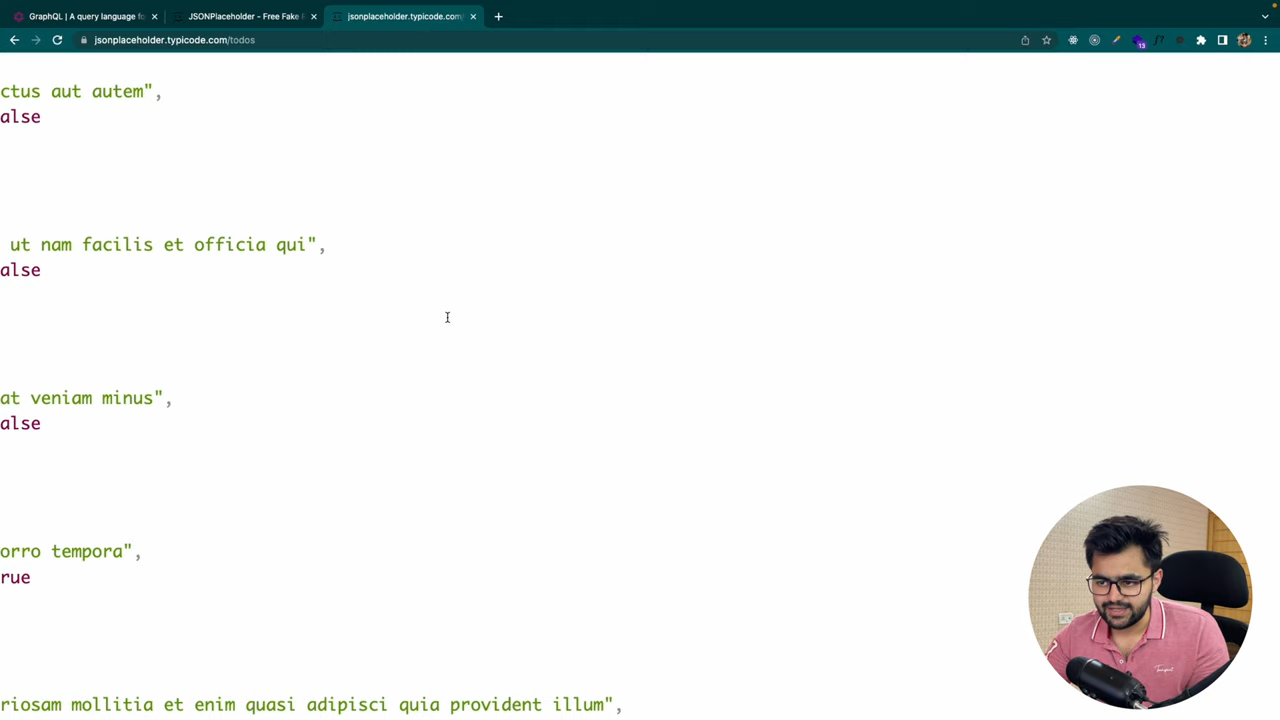 GraphQL | A query language fo
JSONPlaceholder - Free Fake R
jsonplaceholder.typicode.com/
jsonplaceholder.typicode.com/todos
13
f?
ctus aut autem",
alse
ut nam facilis et officia qui",
alse
at veniam minus",
alse
orro tempora",
rue
riosam mollitia et enim quasi adipisci quia provident illum",